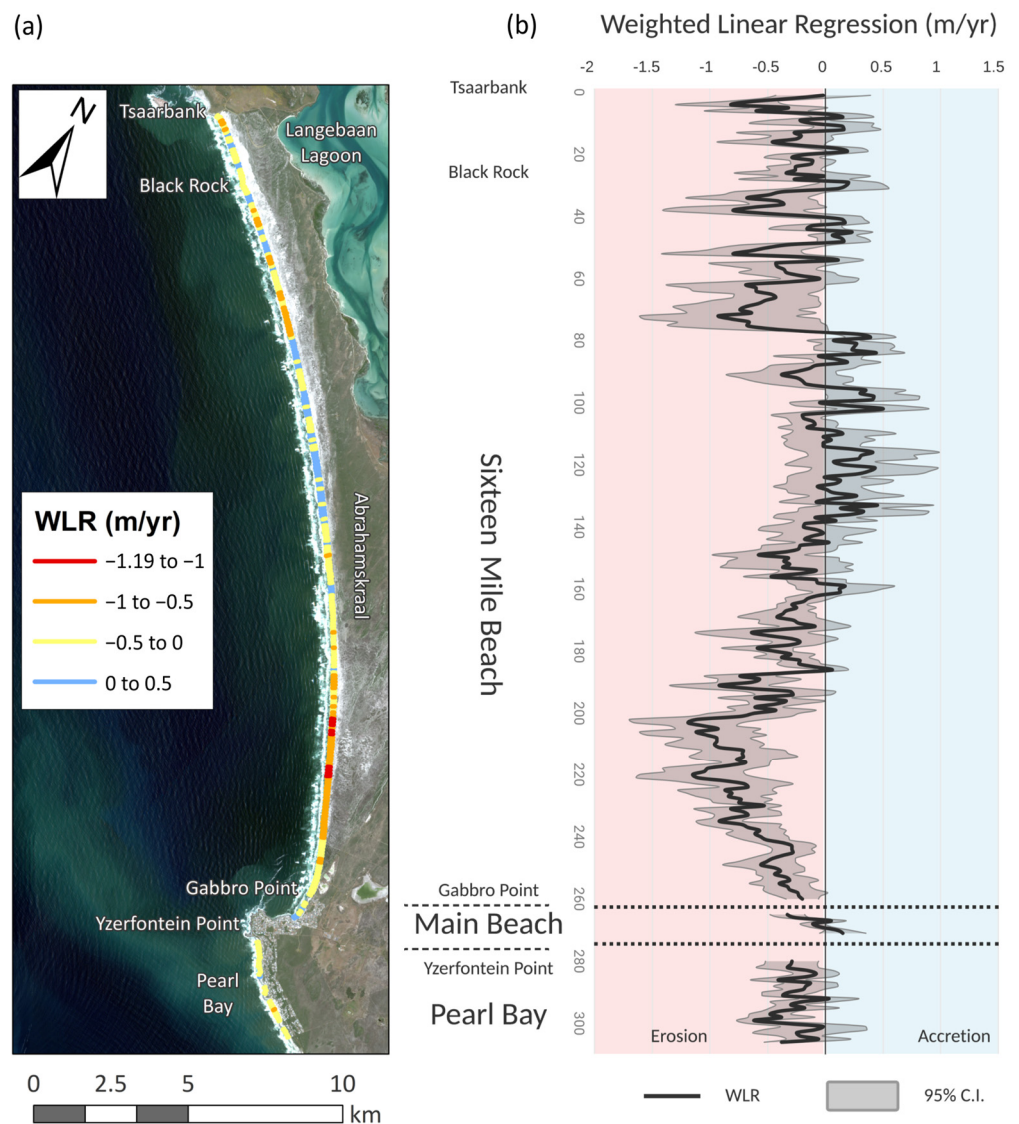 (a)
(b)
Weighted Linear Regression (m/yr)
N
Tsaarbank
Langebaan
Lagoon
Black Rock
Abrahamskraal
WLR (m/yr)
−1.19 to −1
−1 to −0.5
−0.5 to 0
0 to 0.5
Gabbro Point
Yzerfontein Point
Pearl
Bay
0 2.5 5 10
km
-2 -1.5 -1 -0.5 0 0.5 1 1.5
Tsaarbank
Black Rock
Sixteen Mile Beach
Gabbro Point
Main Beach
Yzerfontein Point
Pearl Bay
0
20
40
60
80
100
120
140
160
180
200
220
240
260
280
300
Erosion
Accretion
WLR
95% C.I.